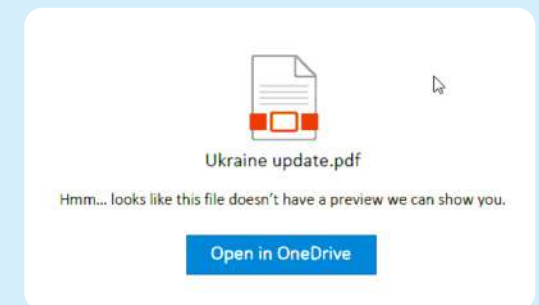 Ukraine update.pdf
Hmm... looks like this file doesn't have a preview we can show you.
Open in OneDrive